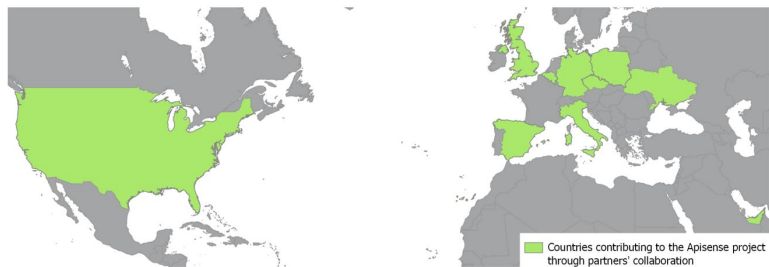 Countries contributing to the Apisense project
through partners' collaboration